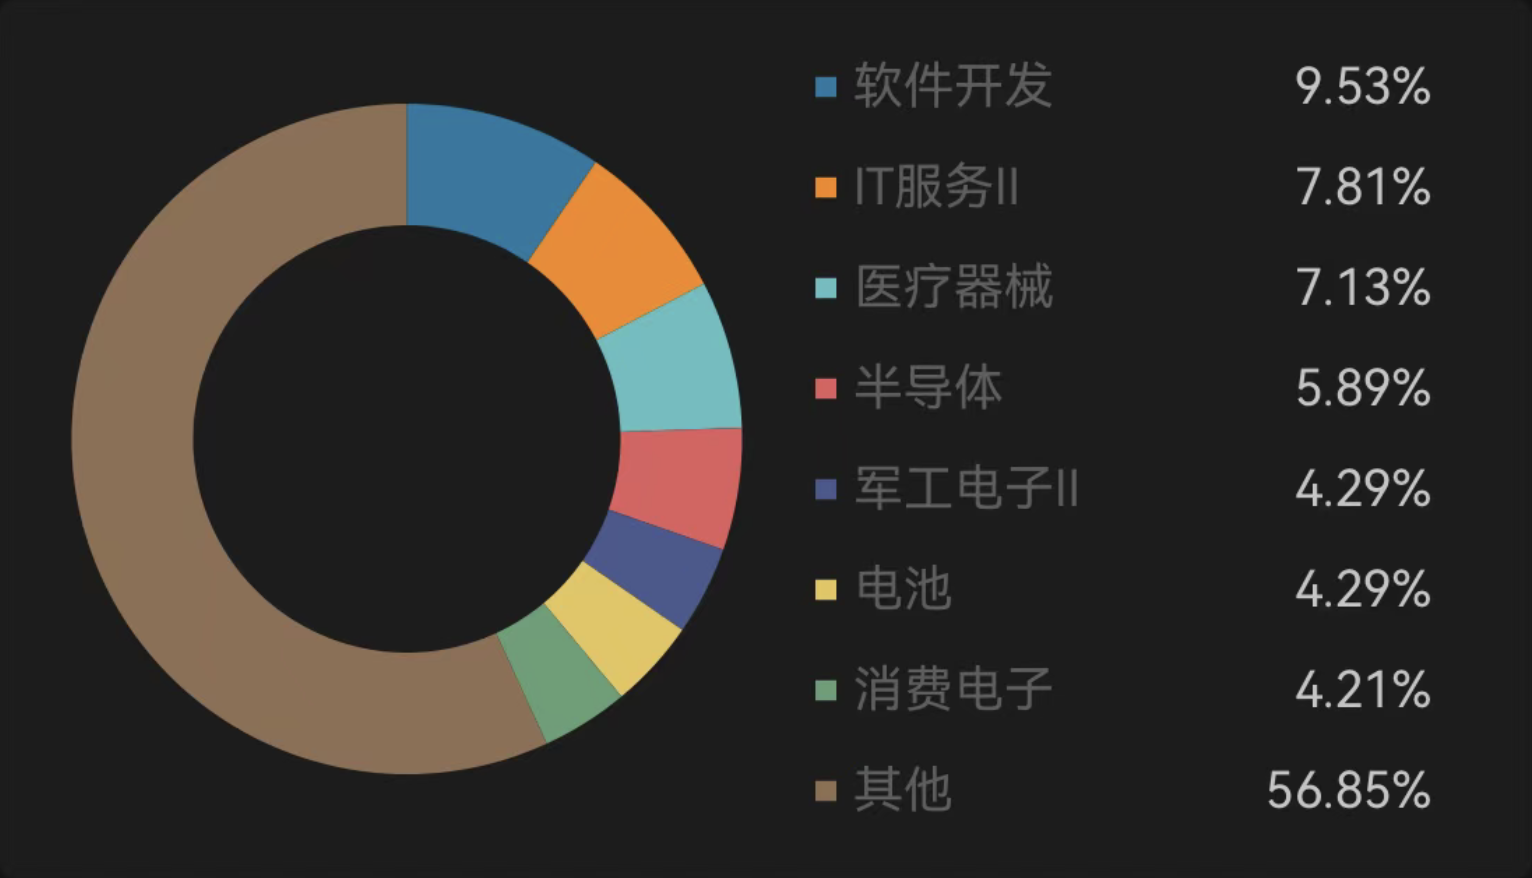 软件开发 9.53%
IT服务II 7.81%
医疗器械 7.13%
半导体 5.89%
军工电子II 4.29%
电池 4.29%
消费电子 4.21%
其他 56.85%